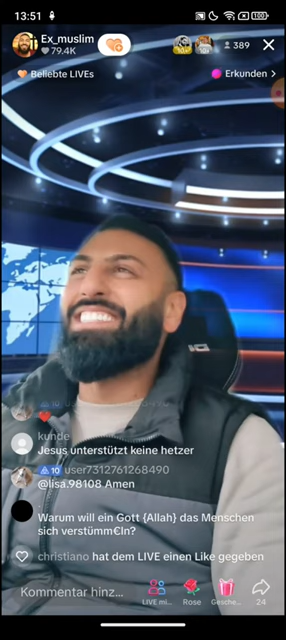 13:51
100
Ex_muslim
79.4K
389
Beliebte LIVEs
Erkunden
10
kunde
Jesus unterstützt keine hetzer
10 user7312761268490
@lisa.98108 Amen
Warum will ein Gott {Allah} das Menschen
sich verstümm€ln?
christiano hat dem LIVE einen Like gegeben
Kommentar hinz...
LIVE mi...
Rose
Gesche...
24